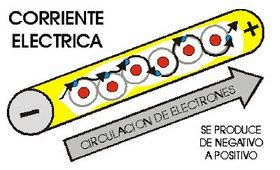 CORRIENTE
ELECTRICA
+
-
CIRCULACION DE ELECTRONES
SE PRODUCE
DE NEGATIVO
A POSITIVO